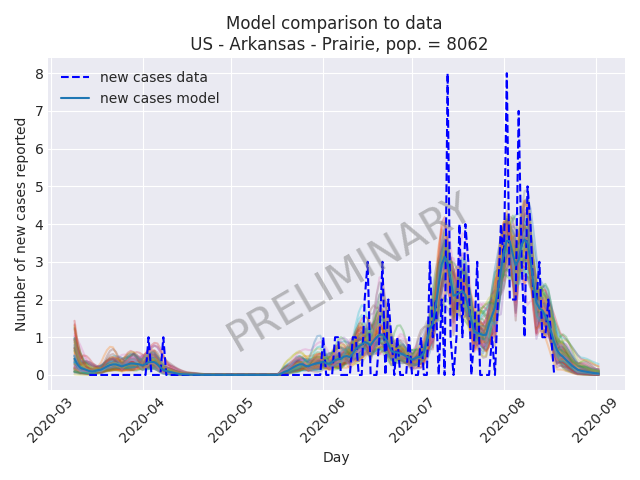 Model comparison to data
US - Arkansas - Prairie, pop. = 8062
8
7
6
5
4
3
2
1
0
new cases data
new cases model
PRELIMINARY
Number of new cases reported
2020-03
2020-04
2020-05
2020-06
2020-07
2020-08
2020-09
Day